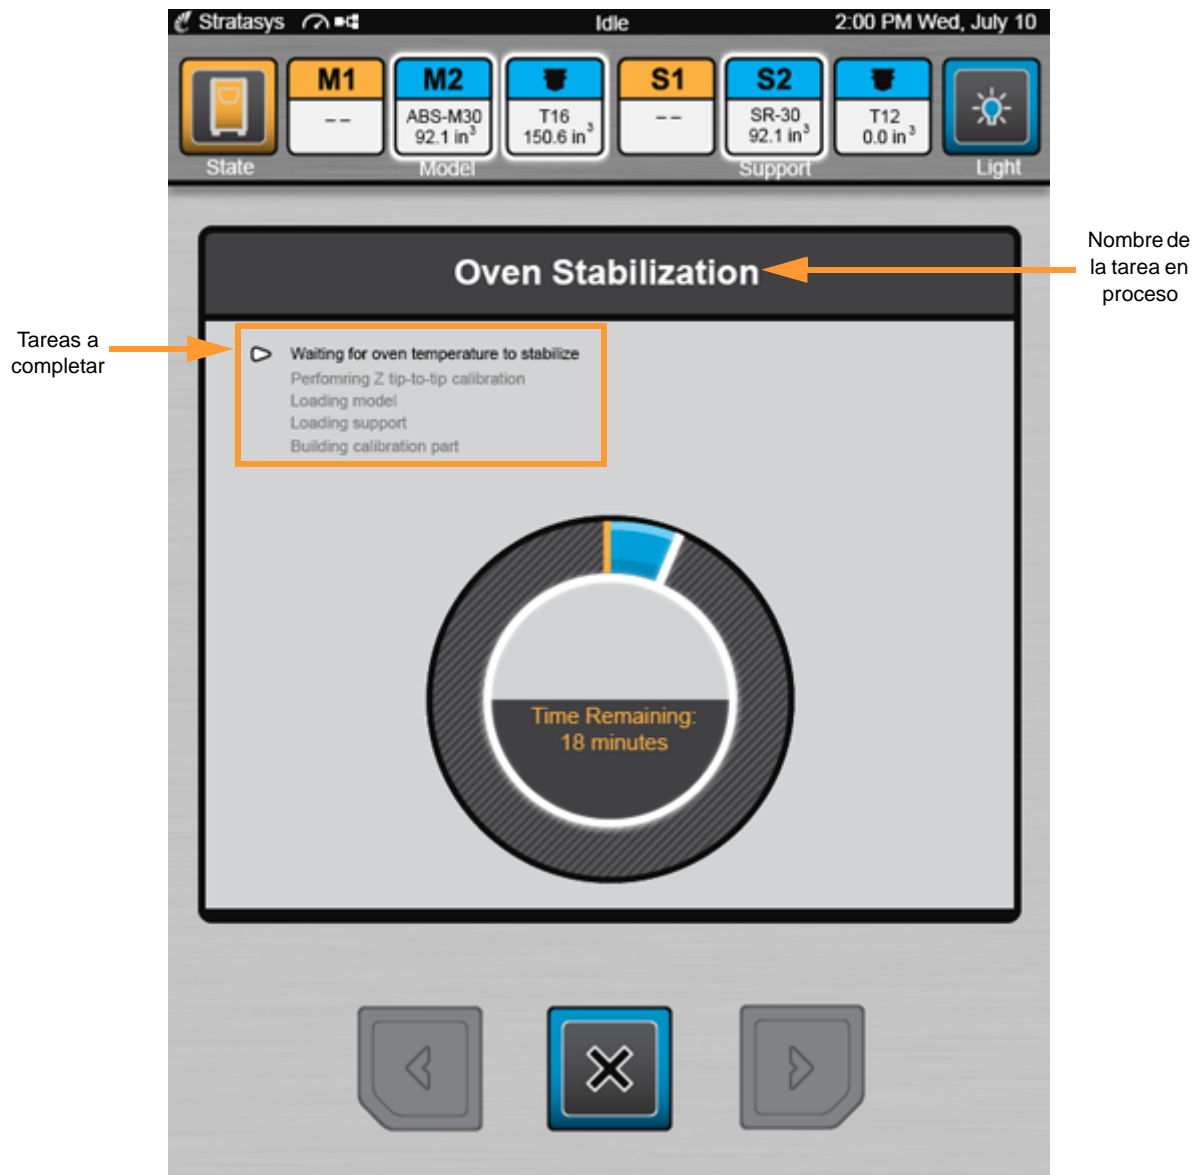 Stratasys Idle 2:00 PM Wed, July 10
M1 M2 S1 S2
-- ABS-M30 T16 -- SR-30 T12
92.1 in³ 150.6 in³ 92.1 in³ 0.0 in³
State Model Support Light
Oven Stabilization
Nombre de
la tarea en
proceso
Tareas a
completar
Waiting for oven temperature to stabilize
Perfomring Z tip-to-tip calibration
Loading model
Loading support
Building calibration part
Time Remaining:
18 minutes